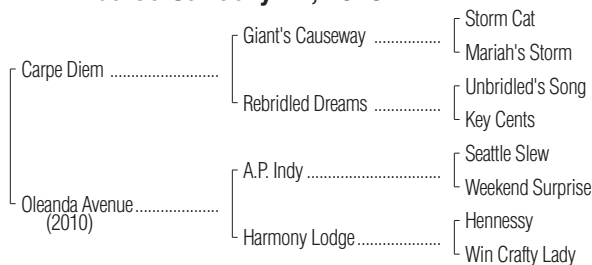 Giant's Causeway ................ Storm Cat
Mariah's Storm
Carpe Diem ........................
Rebridled Dreams ............... Unbridled's Song
Key Cents
A.P. Indy ........................ Seattle Slew
Weekend Surprise
Oleanda Avenue ..................
(2010)
Harmony Lodge .................. Hennessy
Win Crafty Lady